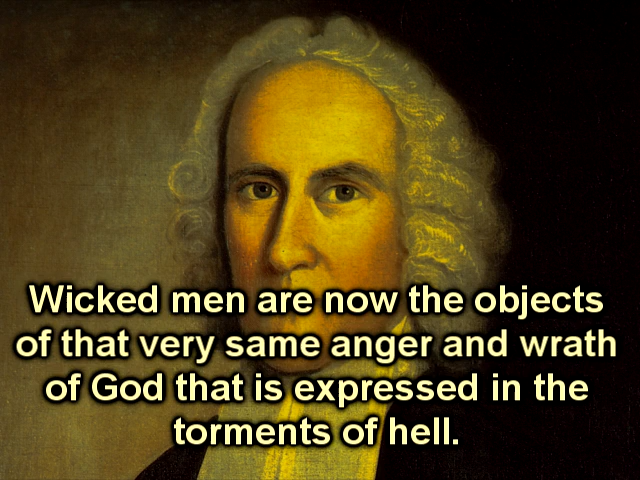 Wicked men are now the objects
of that very same anger and wrath
of God that is expressed in the
torments of hell.